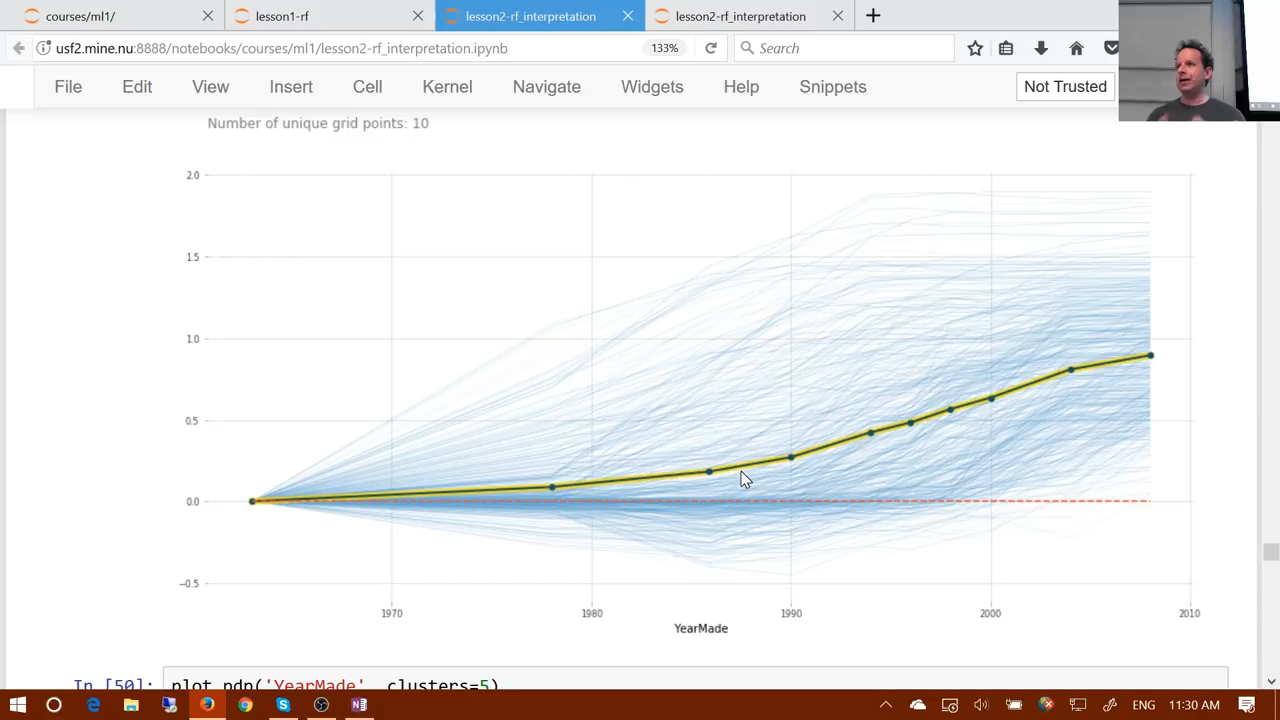 courses/ml1/
lesson1-rf
lesson2-rf_interpretation
lesson2-rf_interpretation
usf2.mine.nu:8888/notebooks/courses/ml1/lesson2-rf_interpretation.ipynb
133%
Search
File Edit View Insert Cell Kernel Navigate Widgets Help Snippets
Not Trusted
Number of unique grid points: 10
2.0
1.5
1.0
0.5
0.0
−0.5
1970 1980 1990 2000 2010
YearMade
In [50]: plot_pdp('YearMade', clusters=5)
ENG 11:30 AM